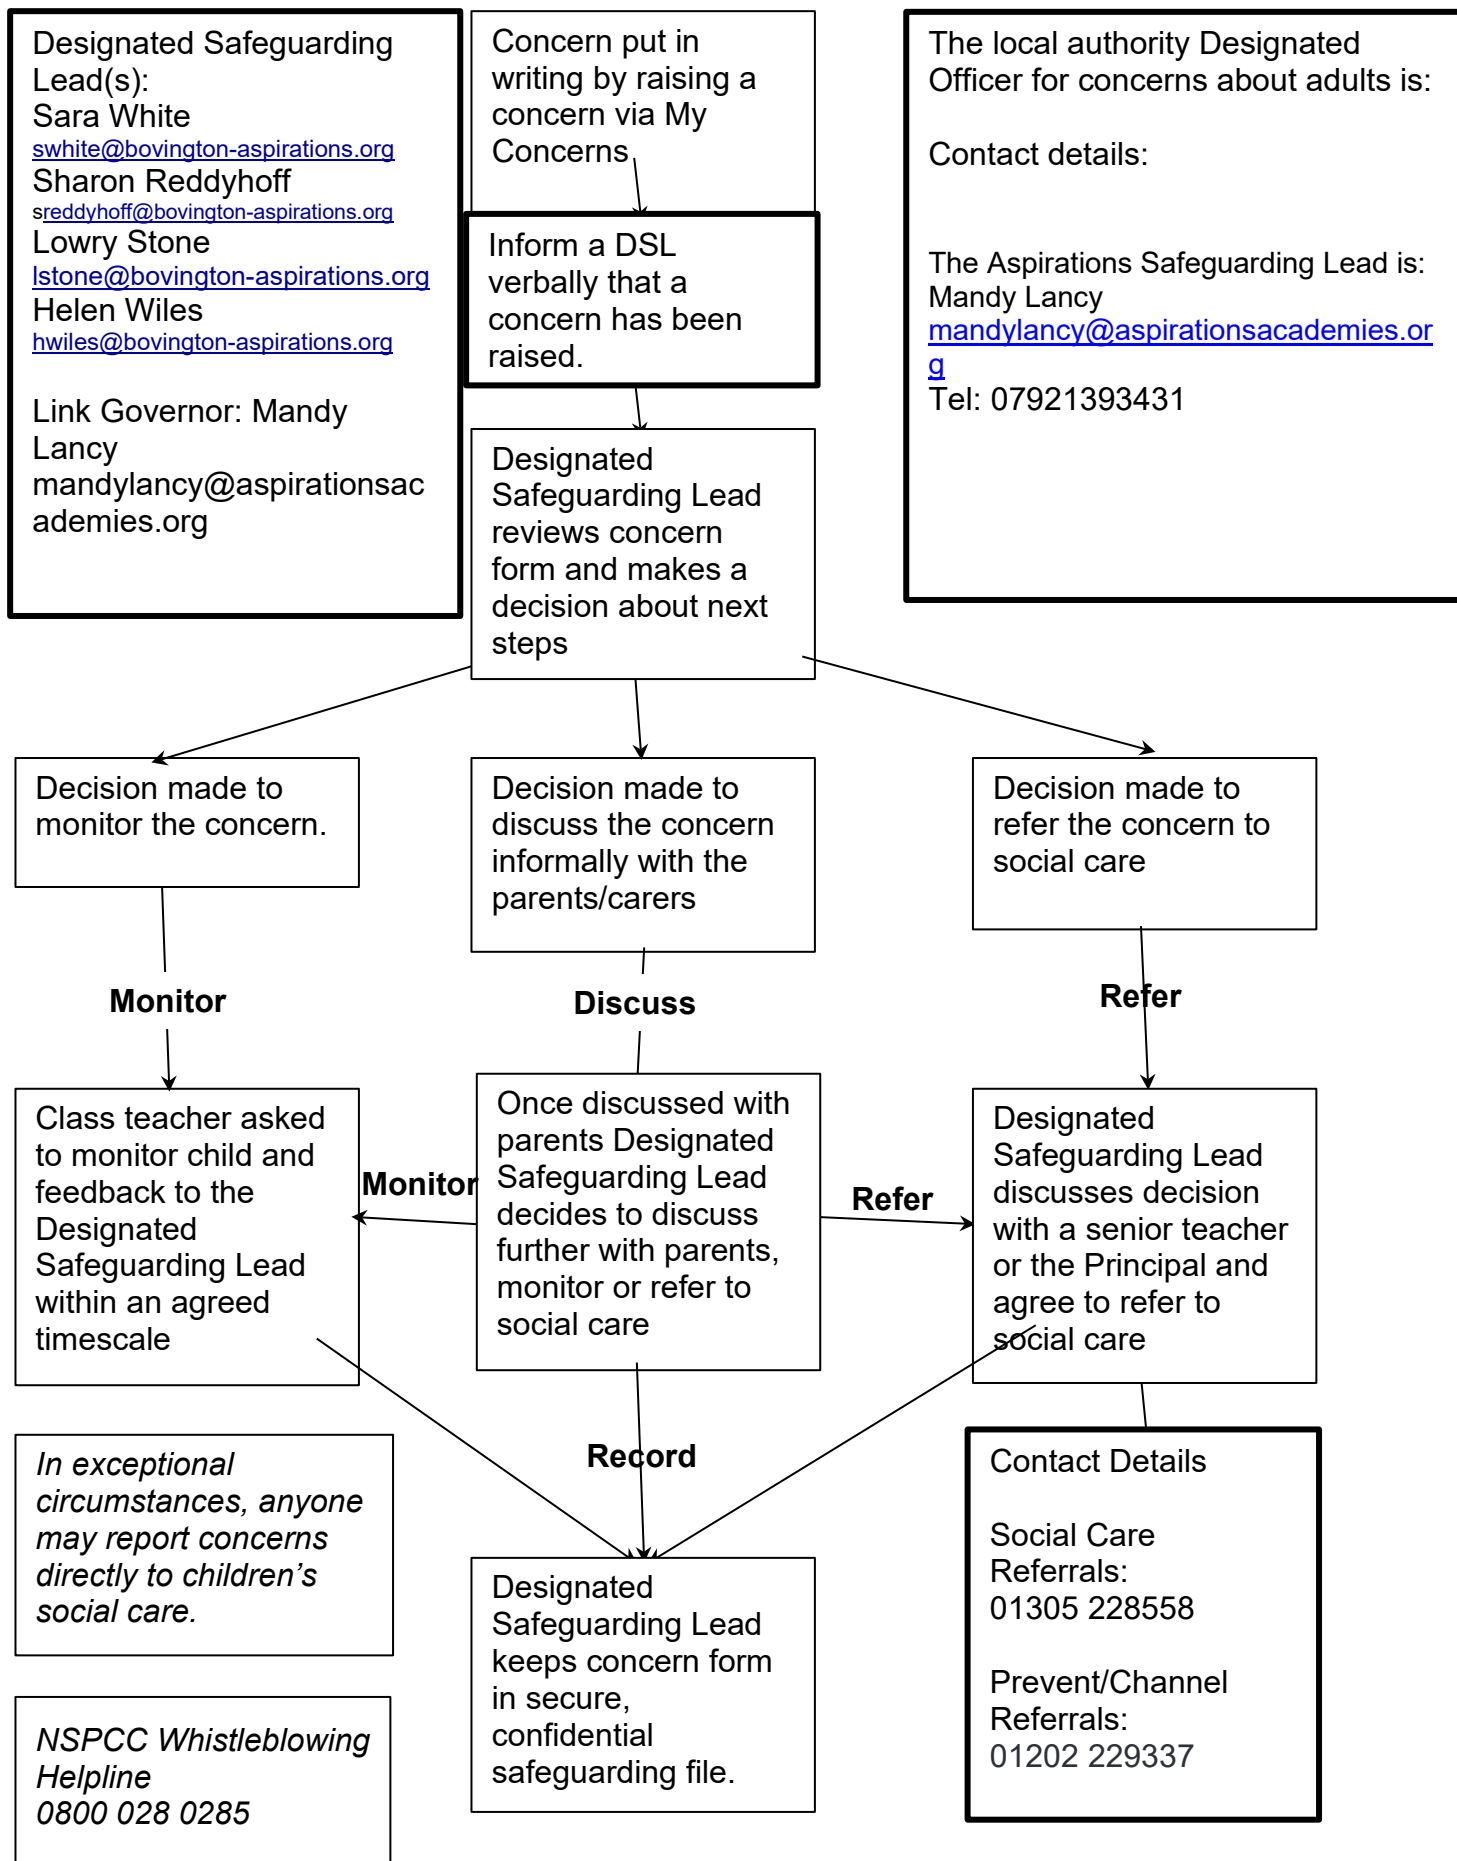 Designated Safeguarding
Lead(s):
Sara White
swhite@bovington-aspirations.org
Sharon Reddyhoff
sreddyhoff@bovington-aspirations.org
Lowry Stone
lstone@bovington-aspirations.org
Helen Wiles
hwiles@bovington-aspirations.org
Link Governor: Mandy
Lancy
mandylancy@aspirationsac
ademies.org
Concern put in
writing by raising a
concern via My
Concerns
Inform a DSL
verbally that a
concern has been
raised.
The local authority Designated
Officer for concerns about adults is:
Contact details:
The Aspirations Safeguarding Lead is:
Mandy Lancy
mandylancy@aspirationsacademies.or
g
Tel: 07921393431
Designated
Safeguarding Lead
reviews concern
form and makes a
decision about next
steps
Decision made to
monitor the concern.
Decision made to
discuss the concern
informally with the
parents/carers
Decision made to
refer the concern to
social care
Monitor
Discuss
Refer
Class teacher asked
to monitor child and
feedback to the
Designated
Safeguarding Lead
within an agreed
timescale
Monitor
Once discussed with
parents Designated
Safeguarding Lead
decides to discuss
further with parents,
monitor or refer to
social care
Refer
Designated
Safeguarding Lead
discusses decision
with a senior teacher
or the Principal and
agree to refer to
social care
In exceptional
circumstances, anyone
may report concerns
directly to children’s
social care.
Record
Contact Details
Social Care
Referrals:
01305 228558
Prevent/Channel
Referrals:
01202 229337
Designated
Safeguarding Lead
keeps concern form
in secure,
confidential
safeguarding file.
NSPCC Whistleblowing
Helpline
0800 028 0285